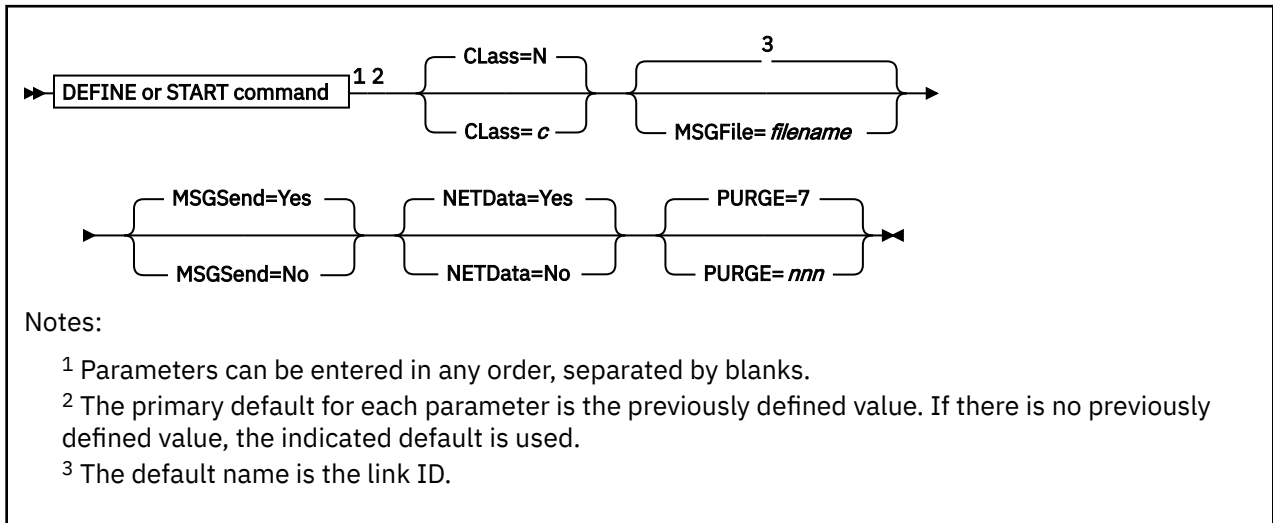 DEFINE or START command 1 2
CLass=N
CLass= c
3
MSGFile= filename
MSGSend=Yes
MSGSend=No
NETData=Yes
NETData=No
PURGE=7
PURGE= nnn
Notes:
1 Parameters can be entered in any order, separated by blanks.
2 The primary default for each parameter is the previously defined value. If there is no previously
defined value, the indicated default is used.
3 The default name is the link ID.